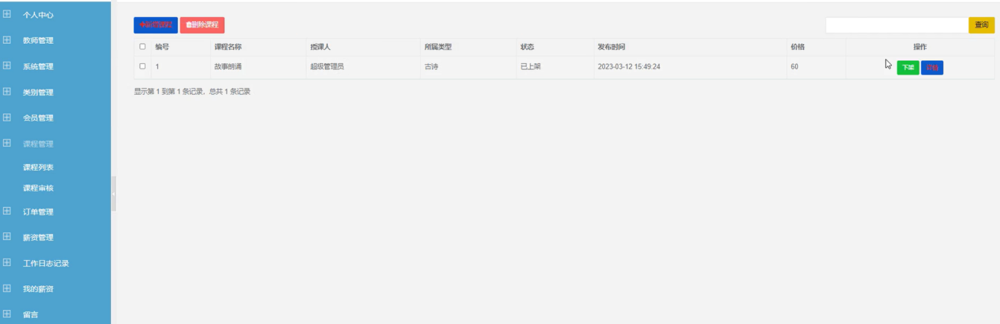 个人中心
教师管理
系统管理
类别管理
会员管理
课程管理
课程列表
课程审核
订单管理
薪资管理
工作日志记录
我的薪资
留言
新增课程 删除课程 查询
编号 课程名称 授课人 所属类型 状态 发布时间 价格 操作
1 故事朗诵 超级管理员 古诗 已上架 2023-03-12 15:49:24 60 下架
显示第 1 到第 1 条记录，总共 1 条记录